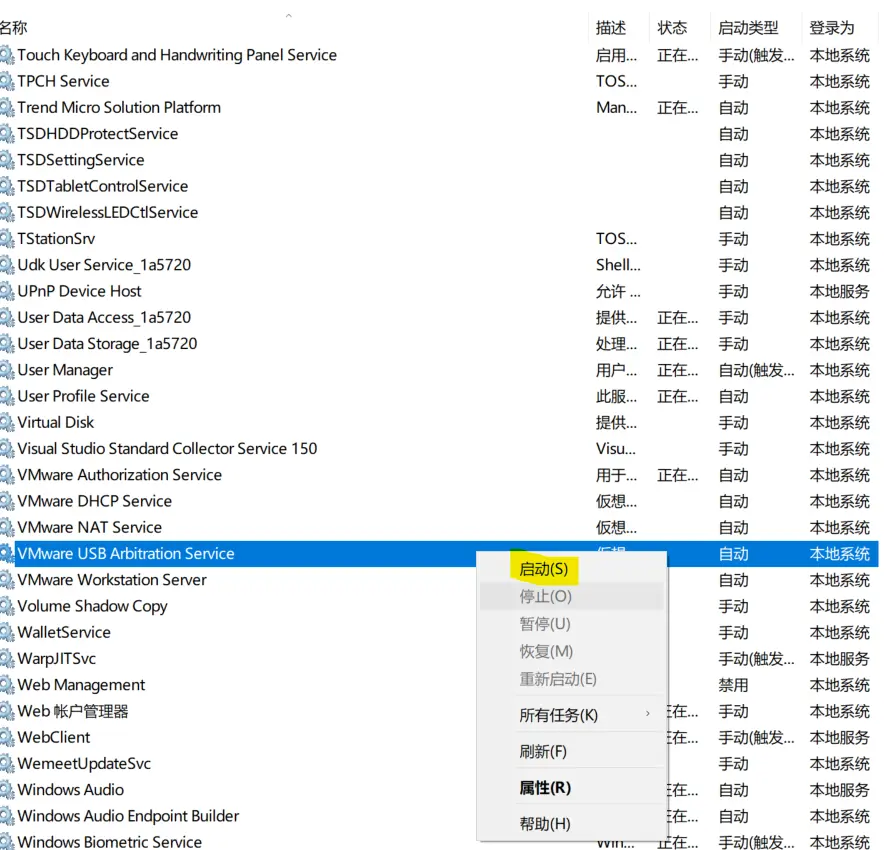 名称 描述 状态 启动类型 登录为
Touch Keyboard and Handwriting Panel Service 启用... 正在... 手动(触发... 本地系统
TPCH Service TOS... 手动 本地系统
Trend Micro Solution Platform Man... 正在... 自动 本地系统
TSDHDDProtectService 自动 本地系统
TSDSettingService 自动 本地系统
TSDTabletControlService 自动 本地系统
TSDWirelessLEDCtlService 自动 本地系统
TStationSrv TOS... 手动 本地系统
Udk User Service_1a5720 Shell... 手动 本地系统
UPnP Device Host 允许 ... 手动 本地服务
User Data Access_1a5720 提供... 正在... 手动 本地系统
User Data Storage_1a5720 处理... 正在... 手动 本地系统
User Manager 用户... 正在... 自动(触发... 本地系统
User Profile Service 此服... 正在... 自动 本地系统
Virtual Disk 提供... 手动 本地系统
Visual Studio Standard Collector Service 150 Visu... 手动 本地系统
VMware Authorization Service 用于... 正在... 自动 本地系统
VMware DHCP Service 仮想... 自动 本地系统
VMware NAT Service 仮想... 自动 本地系统
VMware USB Arbitration Service 自动 本地系统
VMware Workstation Server 自动 本地系统
Volume Shadow Copy 手动 本地系统
WalletService 手动 本地系统
WarpJITSvc 手动(触发... 本地服务
Web Management 禁用 本地系统
Web 帐户管理器 在... 手动 本地系统
WebClient 在... 手动(触发... 本地服务
WemeetUpdateSvc 手动 本地系统
Windows Audio 在... 自动 本地服务
Windows Audio Endpoint Builder 在... 自动 本地系统
Windows Biometric Service Win... 正在... 手动(触发... 本地系统
启动(S)
停止(O)
暂停(U)
恢复(M)
重新启动(E)
所有任务(K)
刷新(F)
属性(R)
帮助(H)